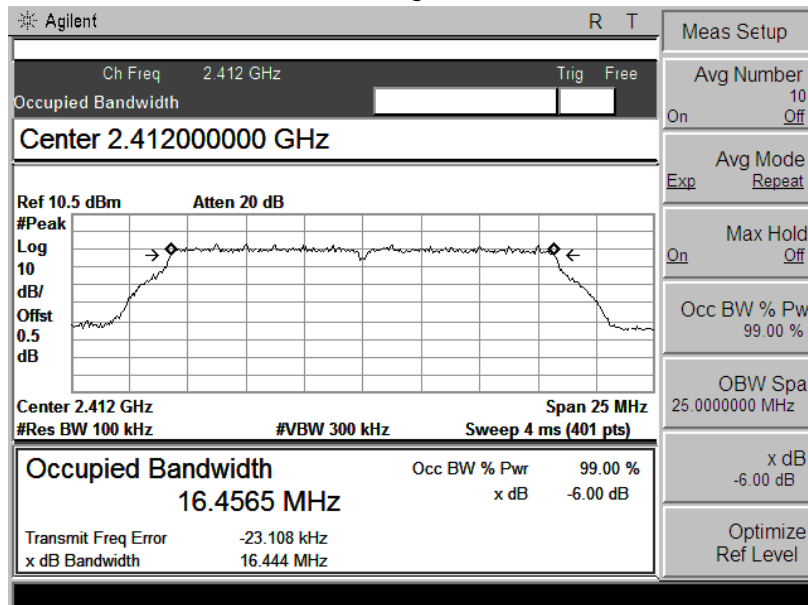 Agilent R T
Ch Freq 2.412 GHz Trig Free
Occupied Bandwidth
Center 2.412000000 GHz
Ref 10.5 dBm Atten 20 dB
#Peak
Log
10
dB/
Offst
0.5
dB
Center 2.412 GHz Span 25 MHz
#Res BW 100 kHz #VBW 300 kHz Sweep 4 ms (401 pts)
Occupied Bandwidth Occ BW % Pwr 99.00 %
16.4565 MHz x dB -6.00 dB
Transmit Freq Error -23.108 kHz
x dB Bandwidth 16.444 MHz
Meas Setup
Avg Number
10
On Off
Avg Mode
Exp Repeat
Max Hold
On Off
Occ BW % Pw
99.00 %
OBW Spa
25.0000000 MHz
x dB
-6.00 dB
Optimize
Ref Level